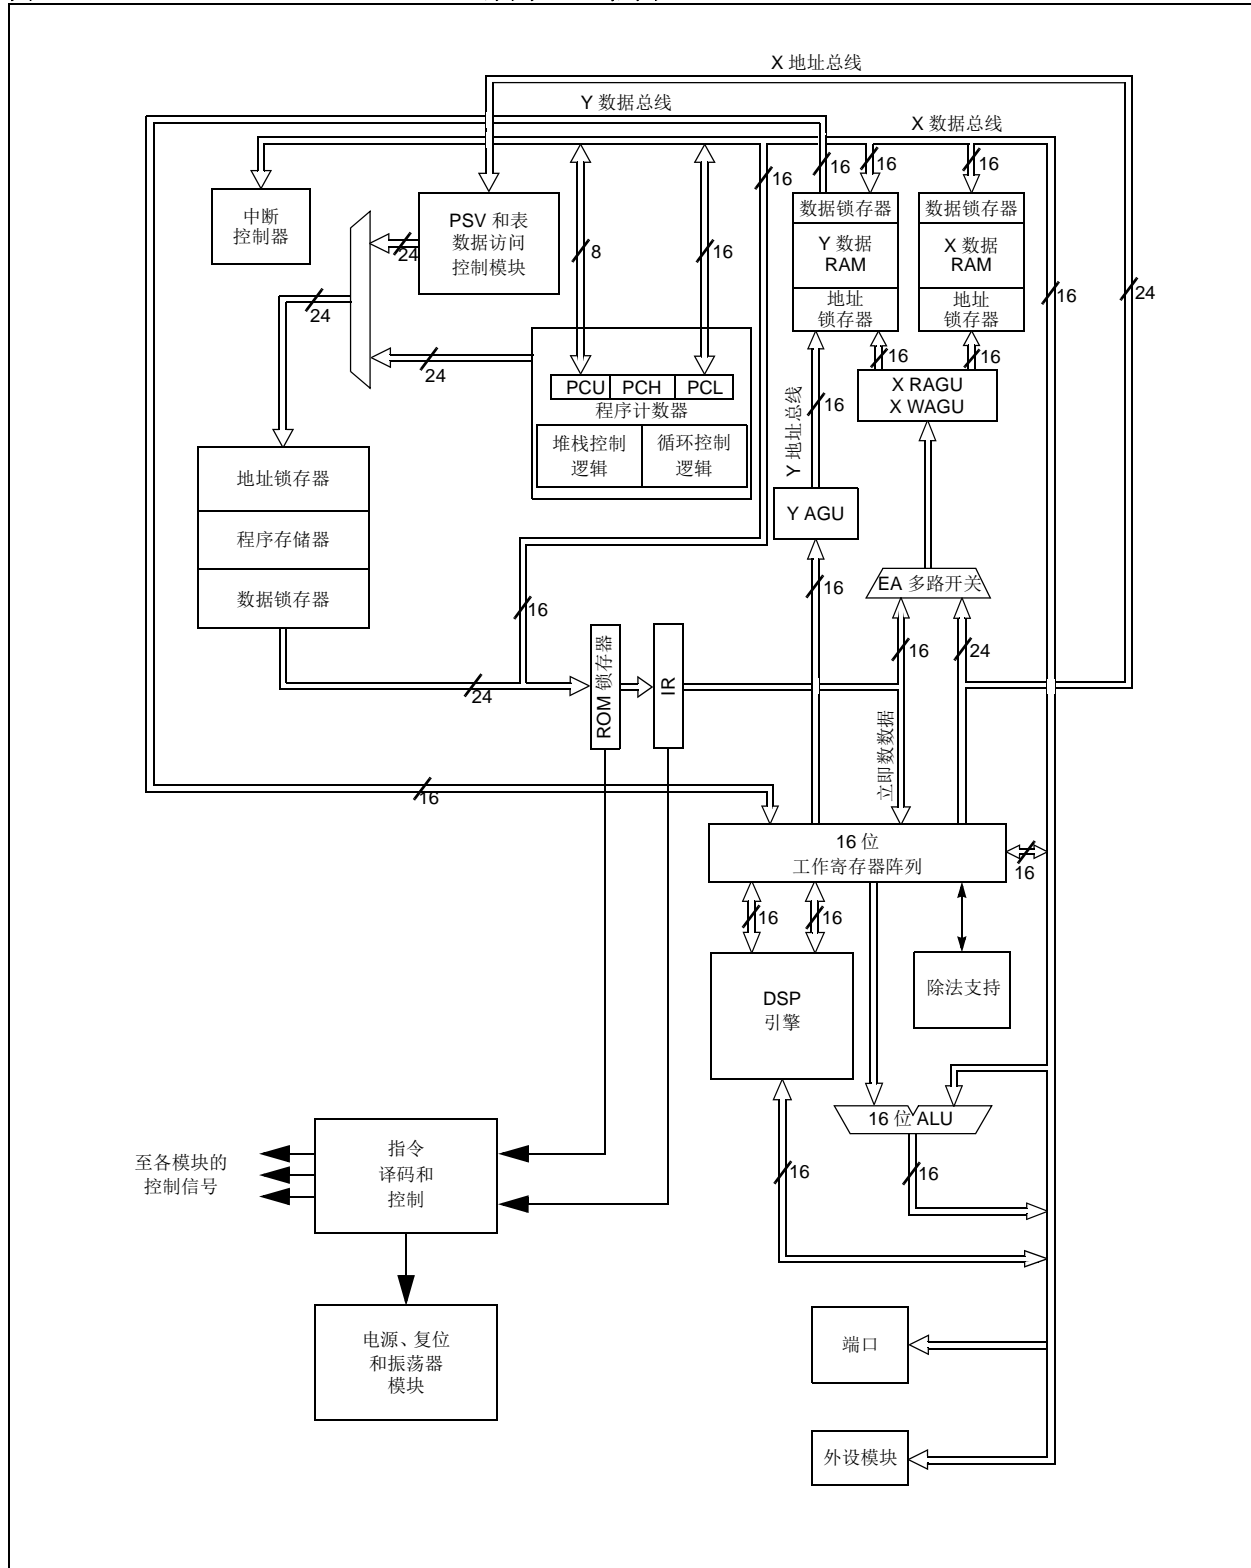 X 地址总线
Y 数据总线
X 数据总线
16
16
16
16
中断
控制器
PSV 和表
数据访问
控制模块
24
8
16
数据锁存器
Y 数据
RAM
地址
锁存器
数据锁存器
X 数据
RAM
地址
锁存器
16
24
24
24
16
16
PCU
PCH
PCL
程序计数器
堆栈控制
逻辑
循环控制
逻辑
X RAGU
X WAGU
Y 地址总线
16
地址锁存器
程序存储器
数据锁存器
Y AGU
16
EA 多路开关
16
16
24
24
ROM 锁存器
IR
立即数数据
16
16 位
工作寄存器阵列
16
16
16
DSP
引擎
除法支持
16 位 ALU
16
16
至各模块的
控制信号
指令
译码和
控制
电源、复位
和振荡器
模块
端口
外设模块